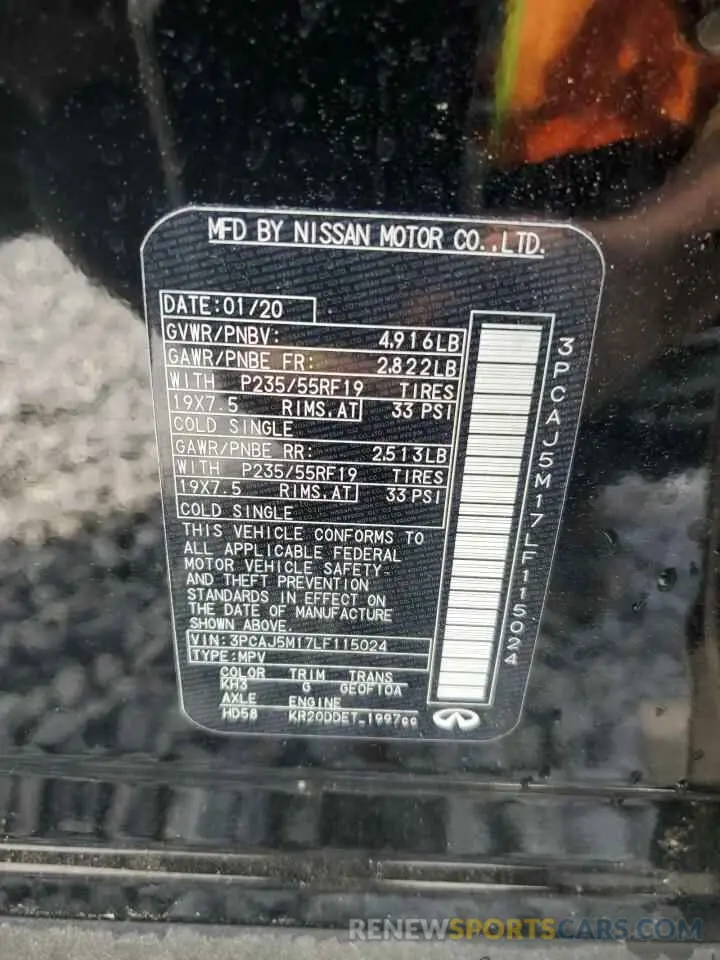 MFD BY NISSAN MOTOR CO.,LTD.
DATE:01/20
GVWR/PNBV: 4,916LB
GAWR/PNBE FR: 2,822LB
WITH P235/55RF19 TIRES
19X7.5 RIMS,AT 33 PSI
COLD SINGLE
GAWR/PNBE RR: 2,513LB
WITH P235/55RF19 TIRES
19X7.5 RIMS,AT 33 PSI
COLD SINGLE
THIS VEHICLE CONFORMS TO
ALL APPLICABLE FEDERAL
MOTOR VEHICLE SAFETY
AND THEFT PREVENTION
STANDARDS IN EFFECT ON
THE DATE OF MANUFACTURE
SHOWN ABOVE.
VIN:3PCAJ5M17LF115024
TYPE:MPV
COLOR TRIM TRANS
KH3 G GE0F10A
AXLE ENGINE
HD58 KR20DDET-1997cc
3PCAJ5M17LF115024
RENEWSPORTSCARS.COM